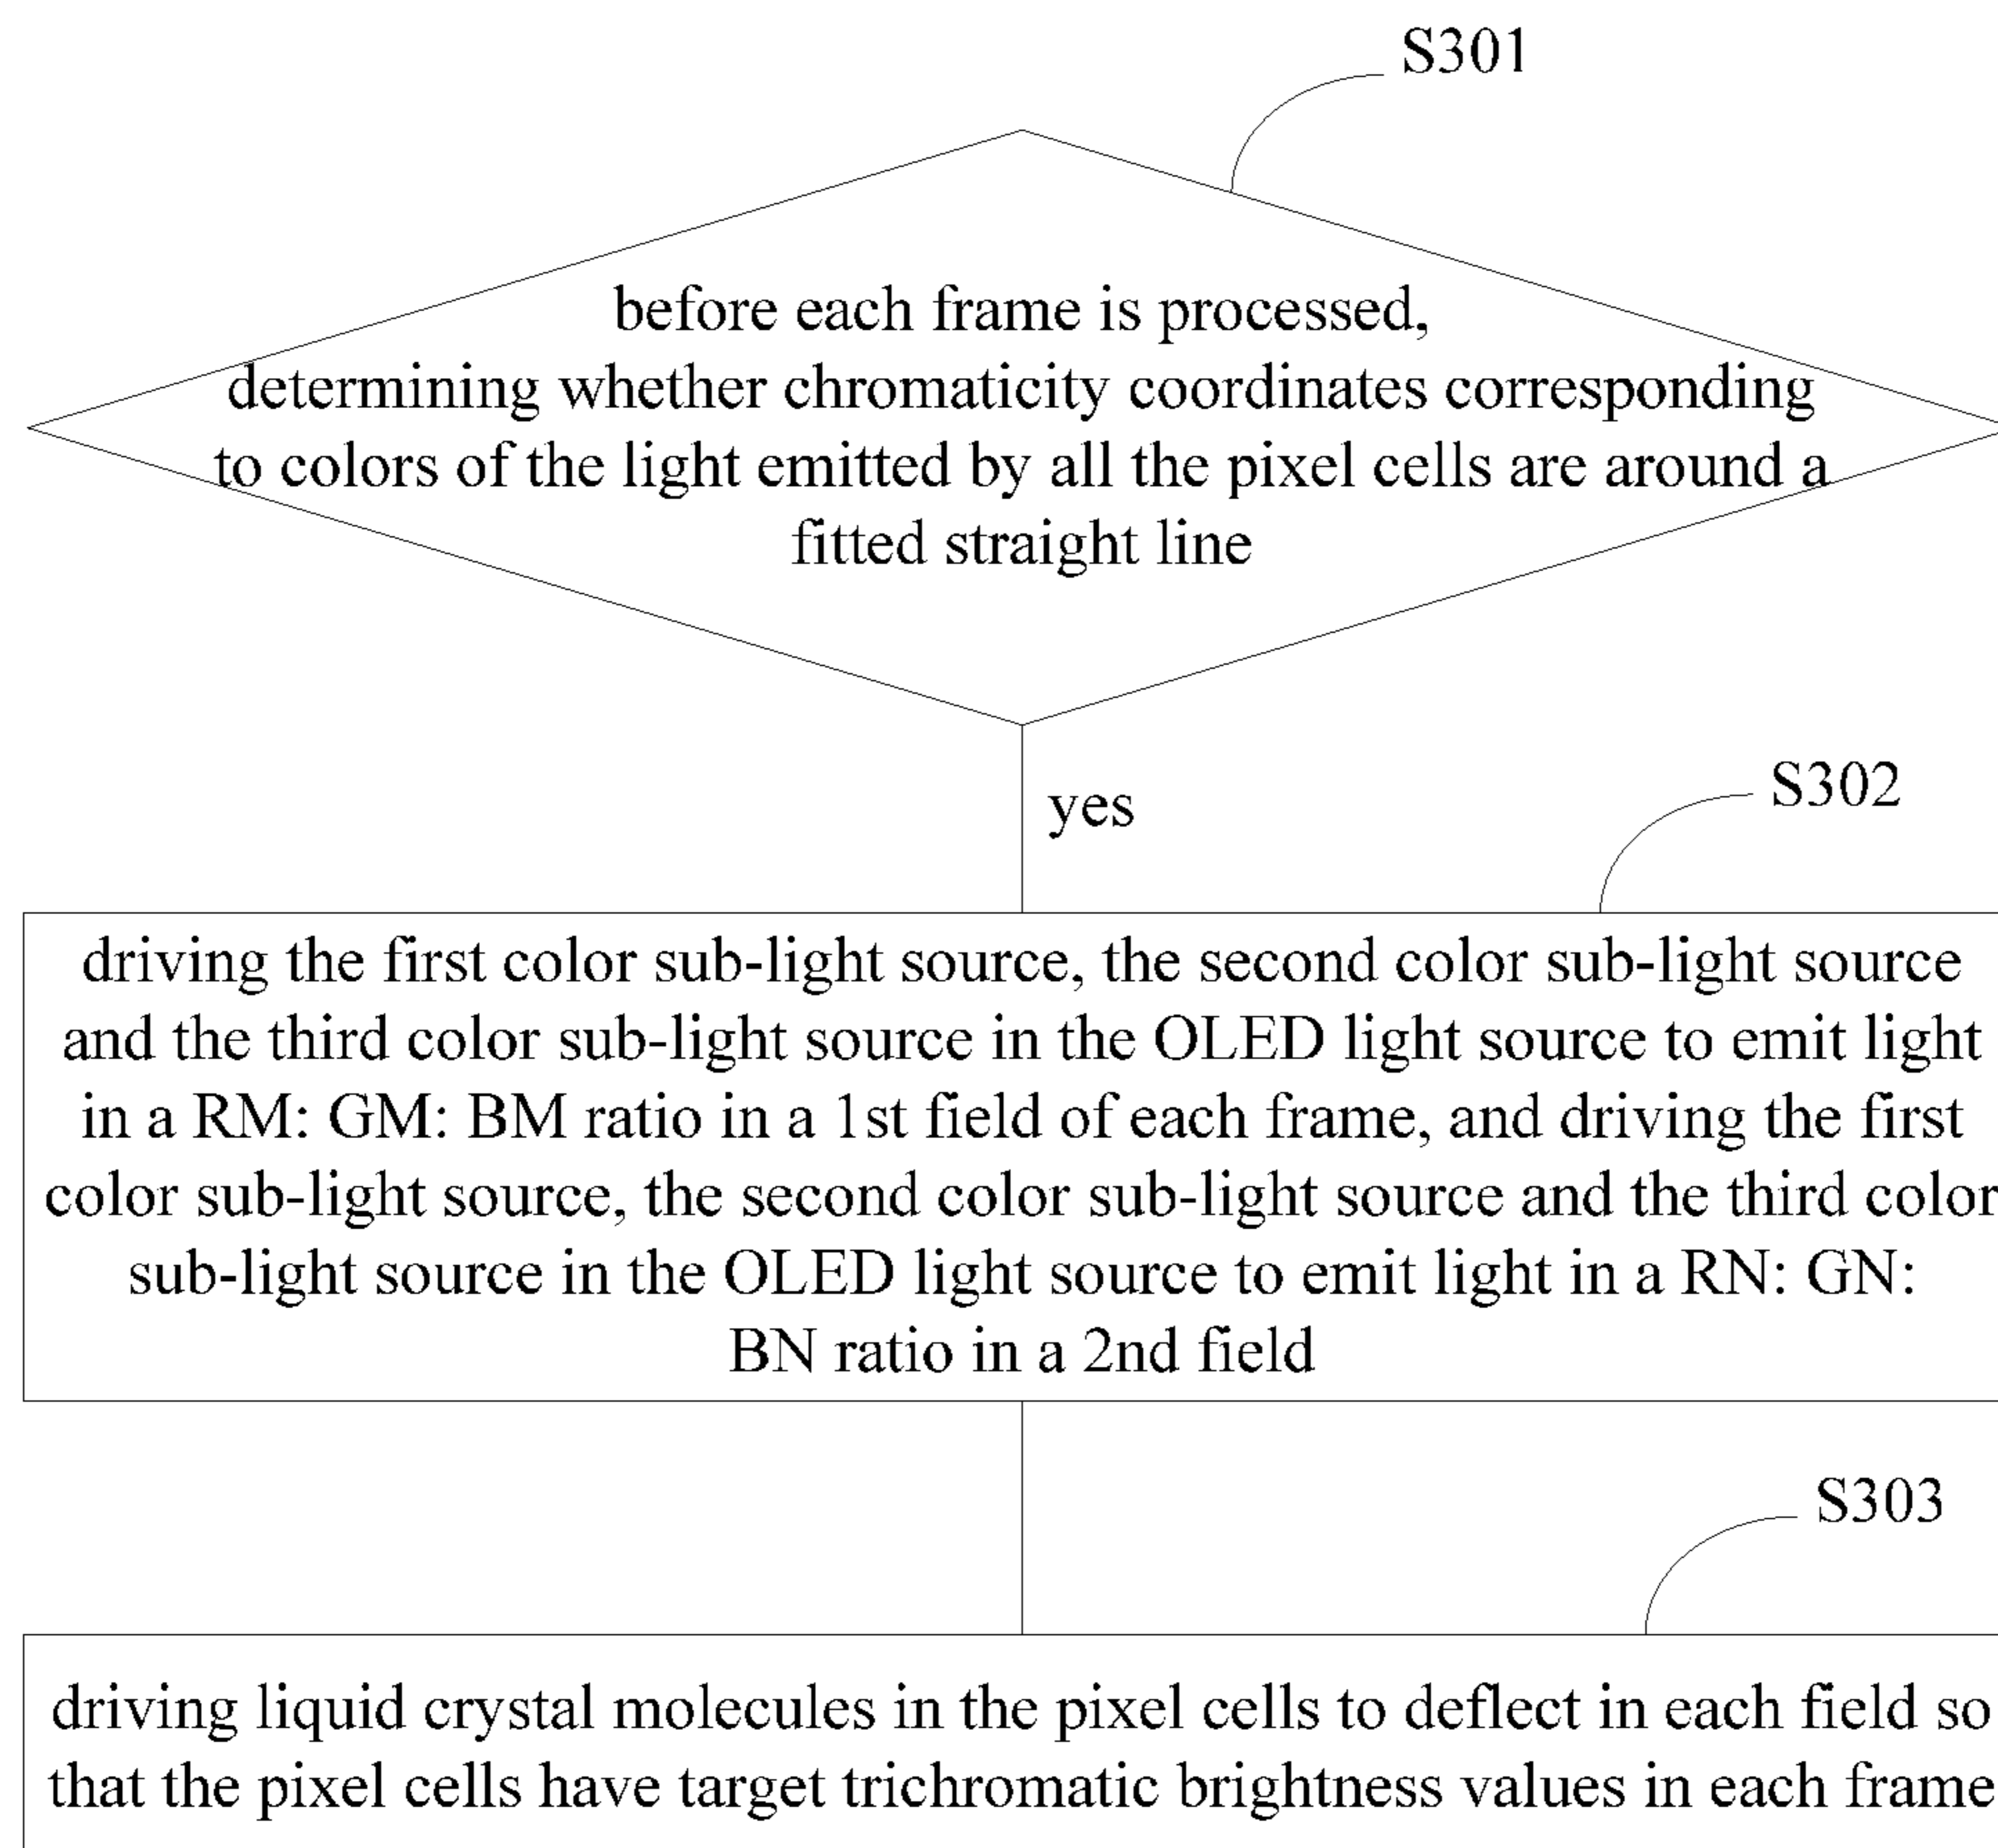 S301
before each frame is processed,
determining whether chromaticity coordinates corresponding
to colors of the light emitted by all the pixel cells are around a
fitted straight line
yes
S302
driving the first color sub-light source, the second color sub-light source
and the third color sub-light source in the OLED light source to emit light
in a RM: GM: BM ratio in a 1st field of each frame, and driving the first
color sub-light source, the second color sub-light source and the third color
sub-light source in the OLED light source to emit light in a RN: GN:
BN ratio in a 2nd field
S303
driving liquid crystal molecules in the pixel cells to deflect in each field so
that the pixel cells have target trichromatic brightness values in each frame